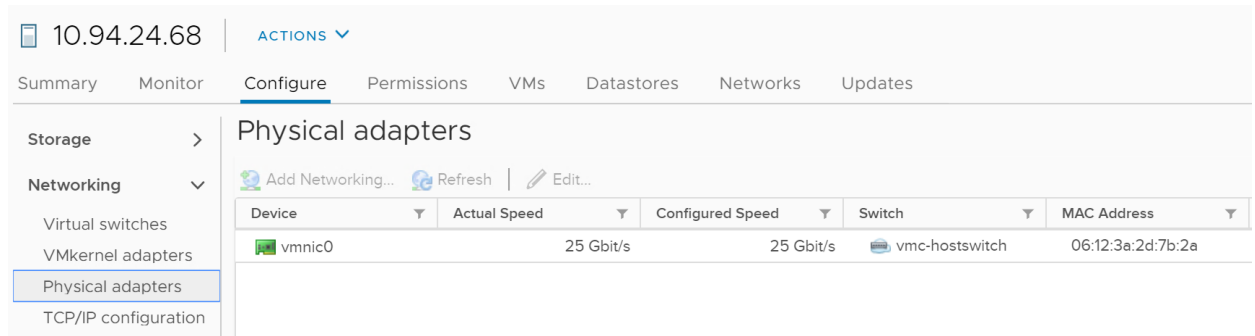 10.94.24.68 ACTIONS
Summary Monitor Configure Permissions VMs Datastores Networks Updates
Storage
Networking
Virtual switches
VMkernel adapters
Physical adapters
TCP/IP configuration
Physical adapters
Add Networking... Refresh Edit...
Device Actual Speed Configured Speed Switch MAC Address
vmnic0 25 Gbit/s 25 Gbit/s vmc-hostswitch 06:12:3a:2d:7b:2a